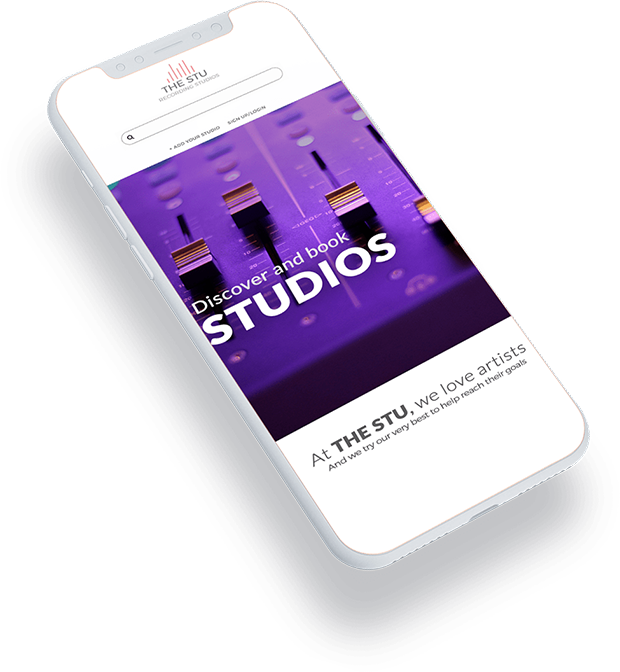 THE STU
RECORDING STUDIOS
+ ADD YOUR STUDIO SIGN UP/LOGIN
Discover and book
STUDIOS
At THE STU, we love artists
And we try our very best to help reach their goals